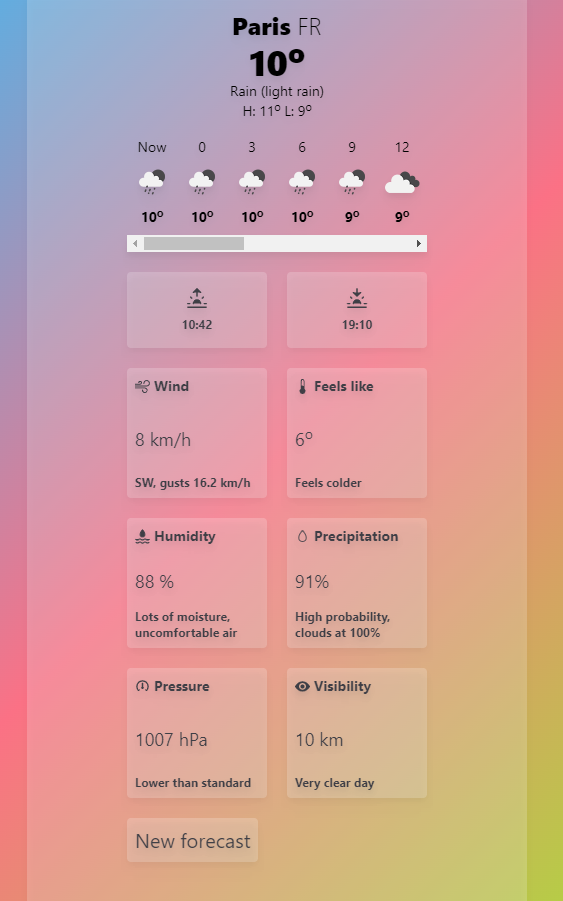 Paris FR
10º
Rain (light rain)
H: 11º L: 9º
Now 0 3 6 9 12
10º 10º 10º 10º 9º 9º
10:42 19:10
Wind
8 km/h
SW, gusts 16.2 km/h
Feels like
6º
Feels colder
Humidity
88 %
Lots of moisture,
uncomfortable air
Precipitation
91%
High probability,
clouds at 100%
Pressure
1007 hPa
Lower than standard
Visibility
10 km
Very clear day
New forecast